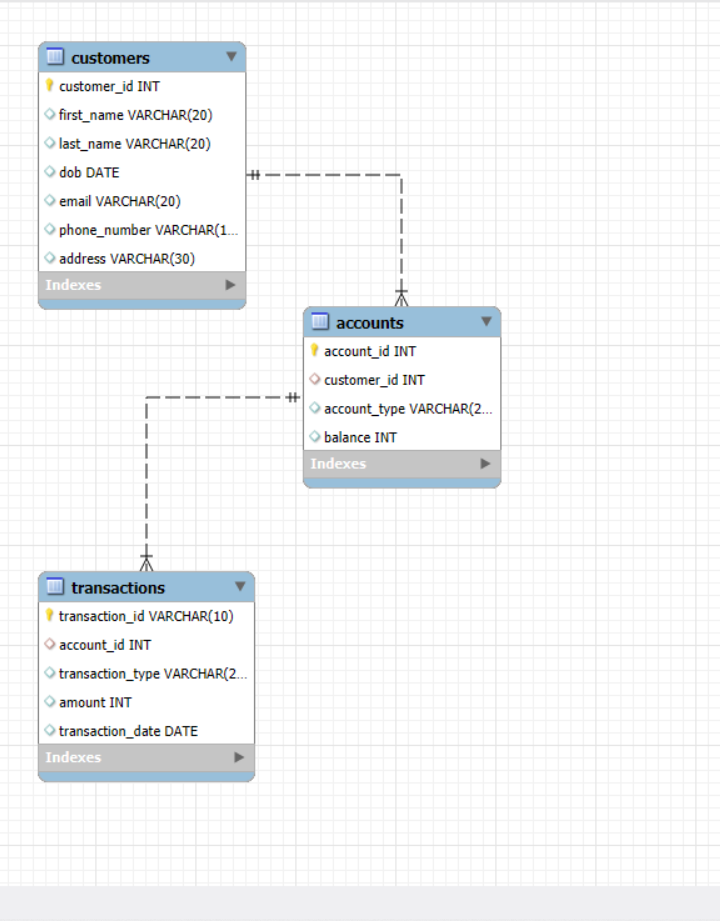 customers
customer_id INT
first_name VARCHAR(20)
last_name VARCHAR(20)
dob DATE
email VARCHAR(20)
phone_number VARCHAR(1...
address VARCHAR(30)
Indexes
accounts
account_id INT
customer_id INT
account_type VARCHAR(2...
balance INT
Indexes
transactions
transaction_id VARCHAR(10)
account_id INT
transaction_type VARCHAR(2...
amount INT
transaction_date DATE
Indexes